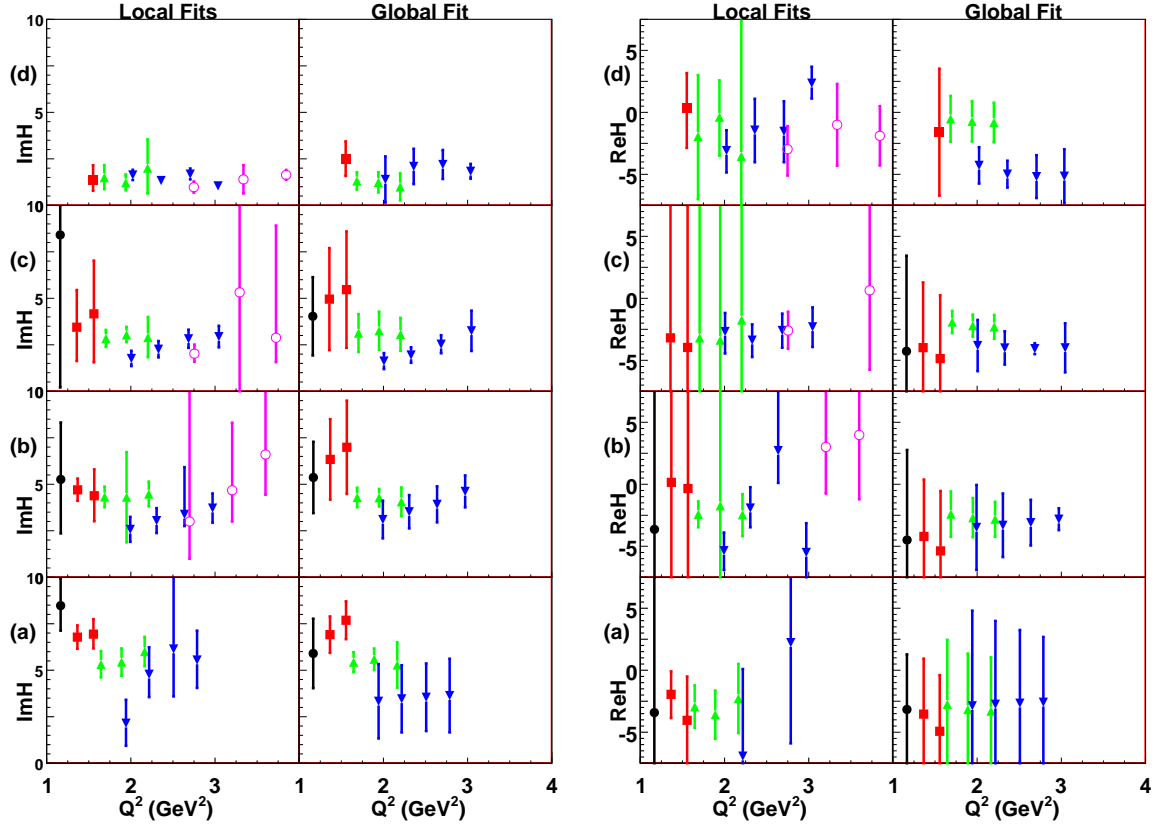 Local Fits Global Fit Local Fits Global Fit
10
(d) 5 ImH (d) 5 0 -5 ReH
10
(c) 5 ImH (c) 5 0 -5 ReH
10
(b) 5 ImH (b) 5 0 -5 ReH
10
(a) 5 ImH (a) 5 0 -5 ReH
0
1 2 3 1 2 3 4 1 2 3 1 2 3 4
Q² (GeV²) Q² (GeV²) Q² (GeV²) Q² (GeV²)